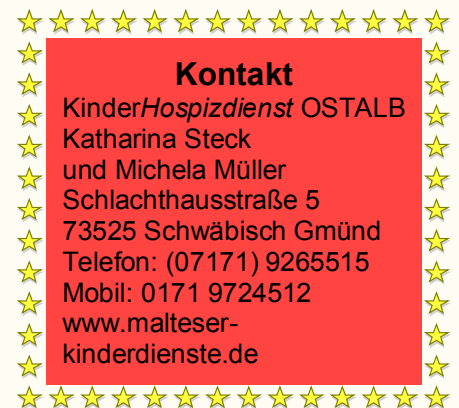 Kontakt
KinderHospizdienst OSTALB
Katharina Steck
und Michela Müller
Schlachthausstraße 5
73525 Schwäbisch Gmünd
Telefon: (07171) 9265515
Mobil: 0171 9724512
www.malteser-
kinderdienste.de